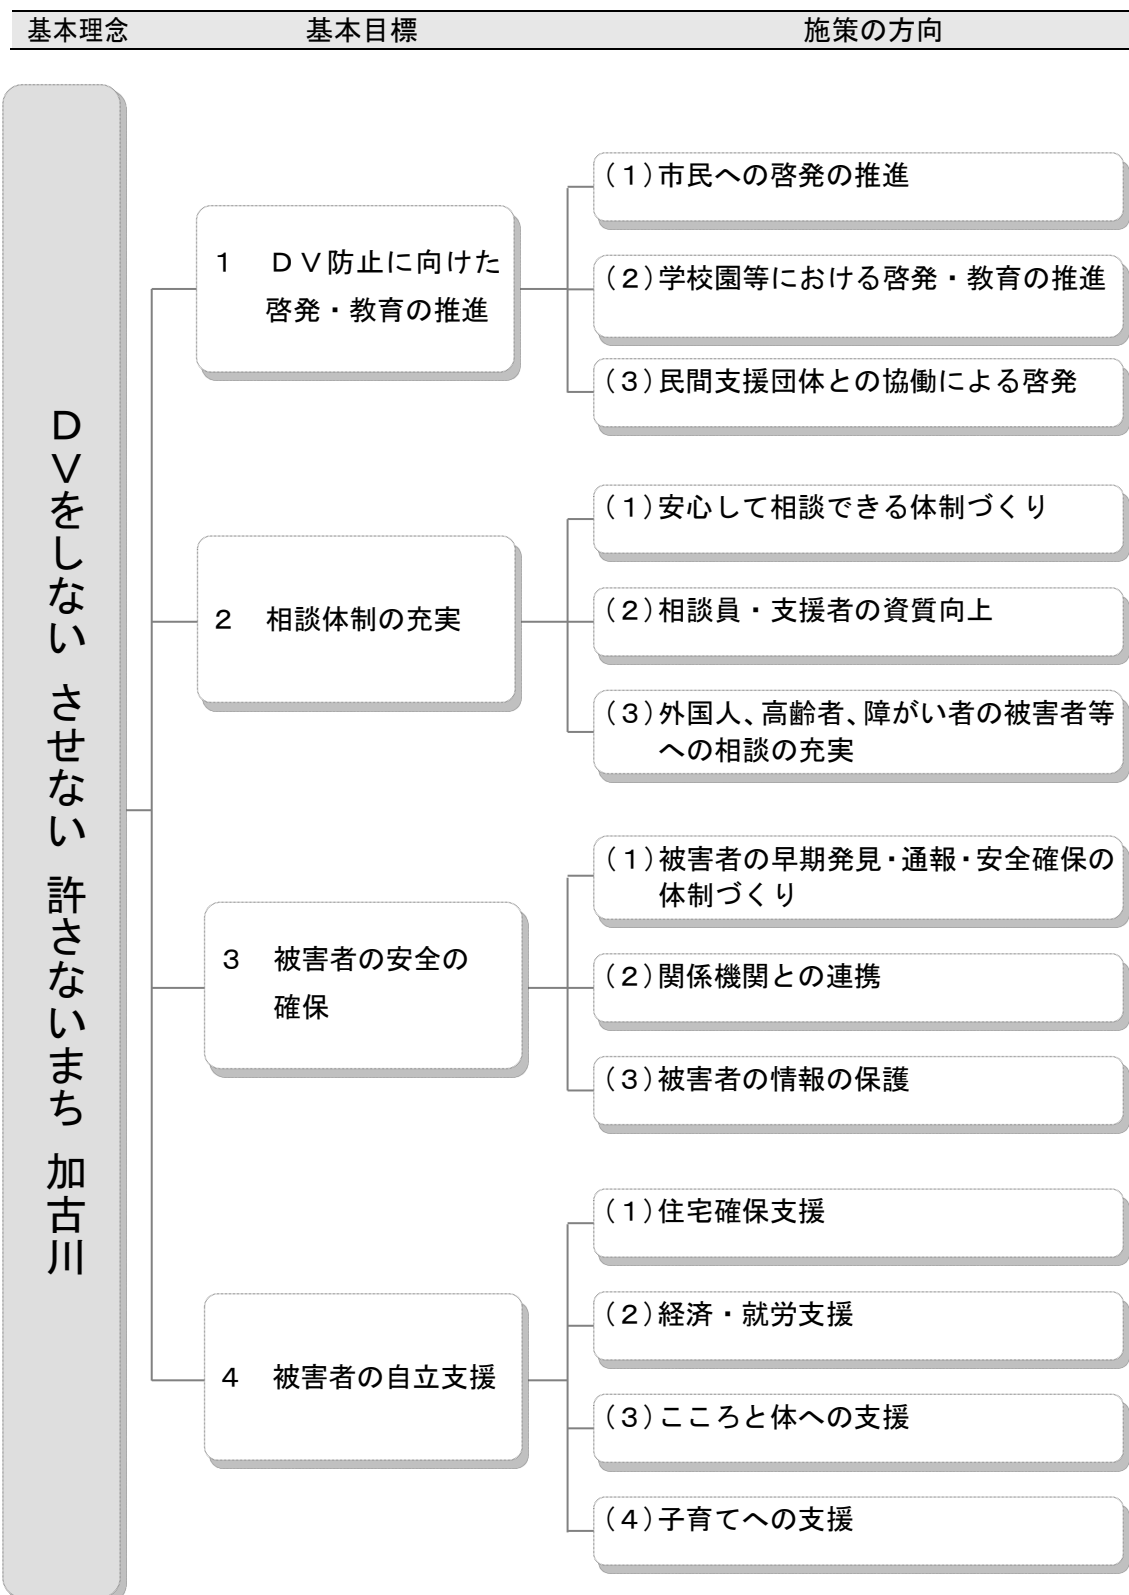 基本理念 基本目標 施策の方向
DVをしない させない 許さないまち 加古川
1 DV防止に向けた
啓発・教育の推進
(1)市民への啓発の推進
(2)学校園等における啓発・教育の推進
(3)民間支援団体との協働による啓発
2 相談体制の充実
(1)安心して相談できる体制づくり
(2)相談員・支援者の資質向上
(3)外国人、高齢者、障がい者の被害者等
への相談の充実
3 被害者の安全の
確保
(1)被害者の早期発見・通報・安全確保の
体制づくり
(2)関係機関との連携
(3)被害者の情報の保護
4 被害者の自立支援
(1)住宅確保支援
(2)経済・就労支援
(3)こころと体への支援
(4)子育てへの支援